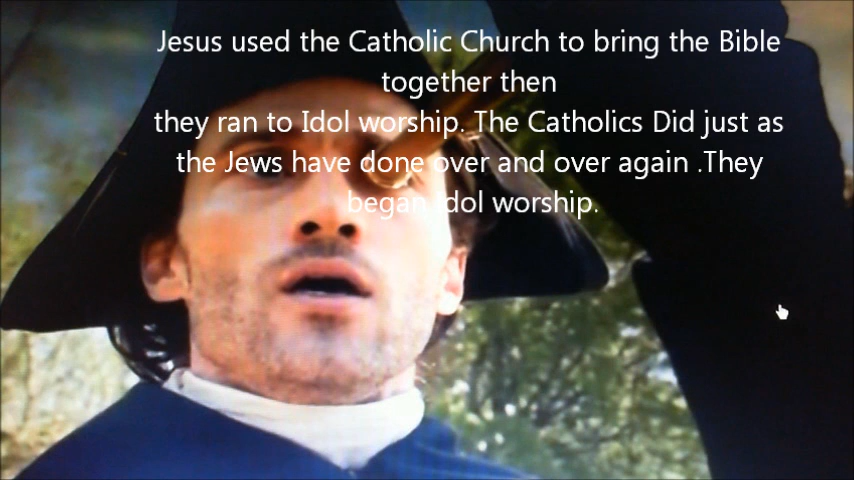 Jesus used the Catholic Church to bring the Bible
together then
they ran to Idol worship. The Catholics Did just as
the Jews have done over and over again .They
began Idol worship.